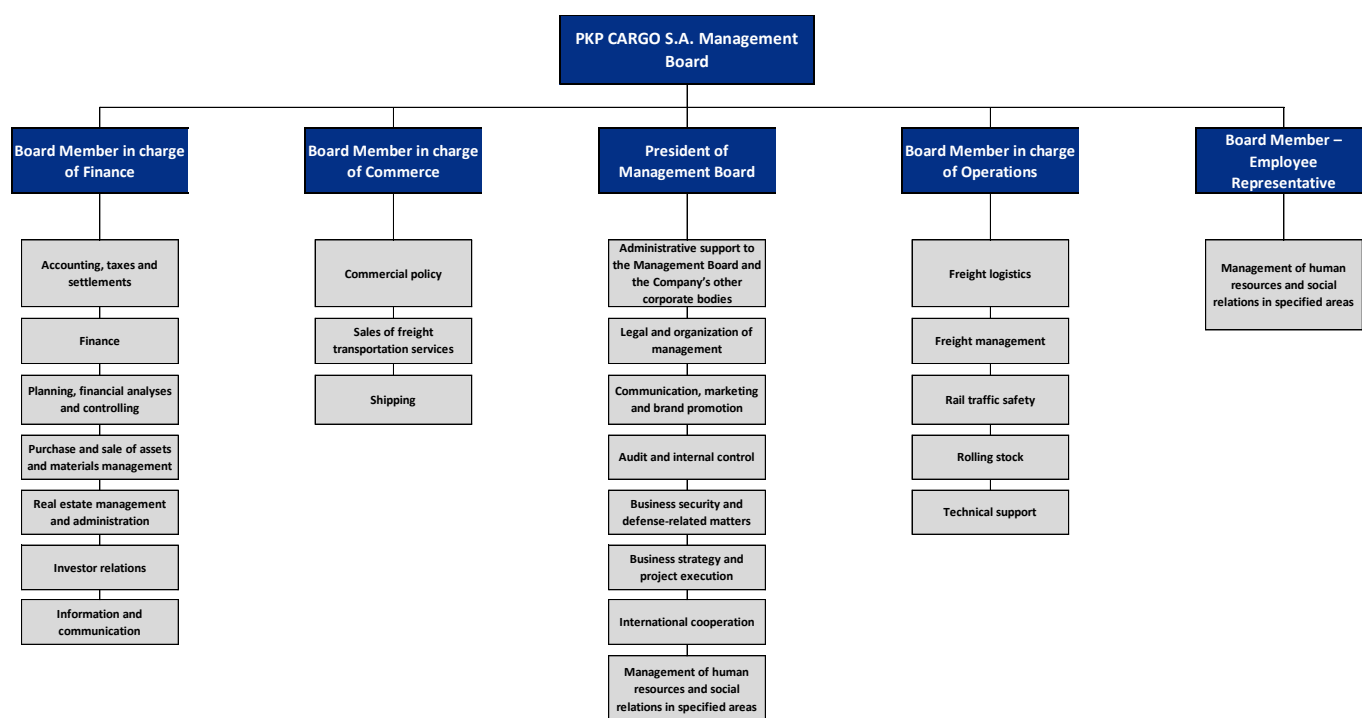 PKP CARGO S.A. Management
Board
Board Member in charge
of Finance
Board Member in charge
of Commerce
President of
Management Board
Board Member in charge
of Operations
Board Member –
Employee
Representative
Accounting, taxes and
settlements
Finance
Planning, financial analyses
and controlling
Purchase and sale of assets
and materials management
Real estate management
and administration
Investor relations
Information and
communication
Commercial policy
Sales of freight
transportation services
Shipping
Administrative support to
the Management Board and
the Company's other
corporate bodies
Legal and organization of
management
Communication, marketing
and brand promotion
Audit and internal control
Business security and
defense-related matters
Business strategy and
project execution
International cooperation
Management of human
resources and social
relations in specified areas
Freight logistics
Freight management
Rail traffic safety
Rolling stock
Technical support
Management of human
resources and social
relations in specified areas